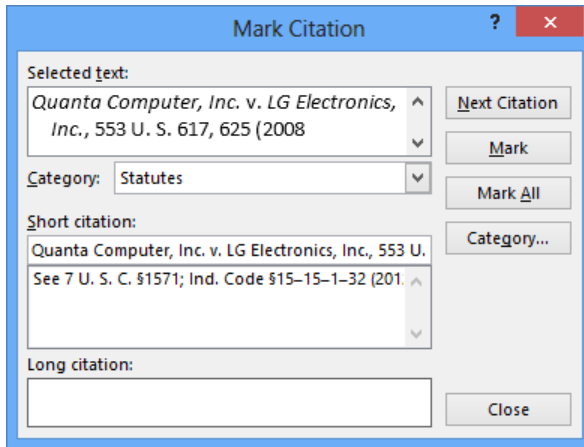 Mark Citation
?
Selected text:
Quanta Computer, Inc. v. LG Electronics,
Inc., 553 U. S. 617, 625 (2008
Next Citation
Mark
Category: Statutes
Mark All
Short citation:
Quanta Computer, Inc. v. LG Electronics, Inc., 553 U.
Category...
See 7 U. S. C. §1571; Ind. Code §15–15–1–32 (201
Long citation:
Close